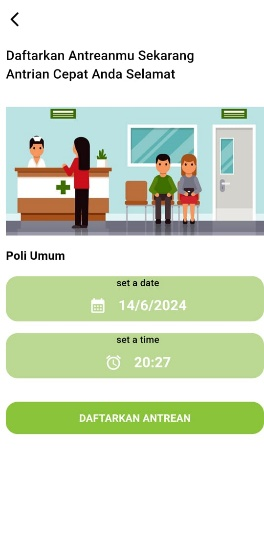 Daftarkan Antreanmu Sekarang
Antrian Cepat Anda Selamat
Poli Umum
set a date
14/6/2024
set a time
20:27
DAFTARKAN ANTREAN